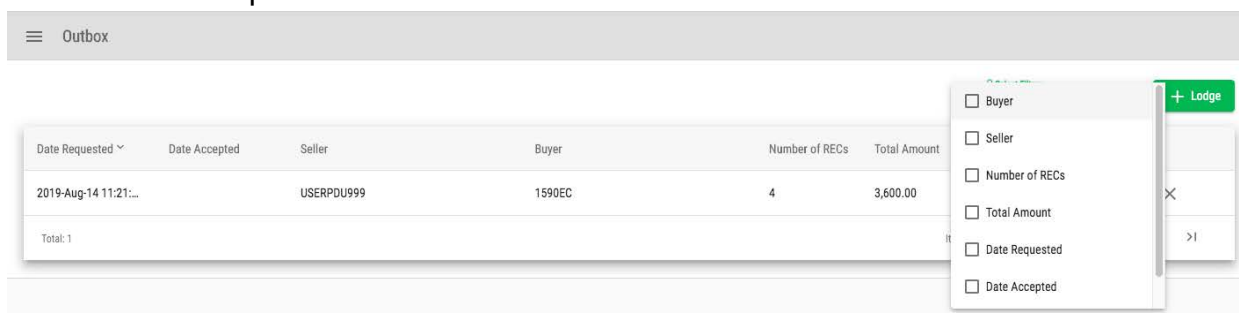 Outbox
+ Lodge
Date Requested Date Accepted Seller Buyer Number of RECs Total Amount
2019-Aug-14 11:21:... USERPDU999 1590EC 4 3,600.00
Total: 1
Buyer
Seller
Number of RECs
Total Amount
Date Requested
Date Accepted